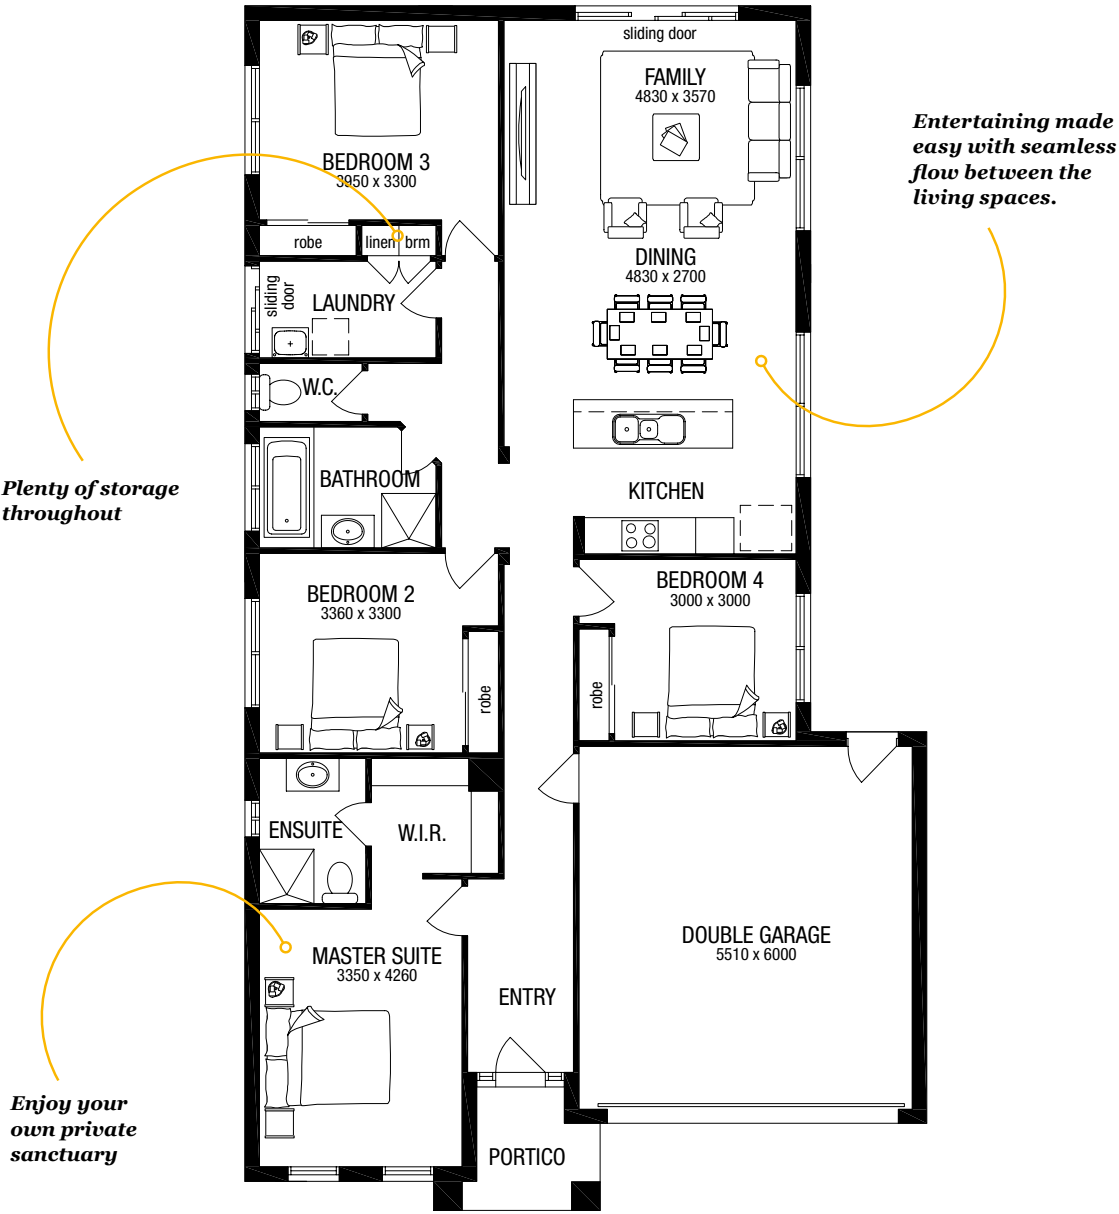 sliding door
FAMILY
4830 x 3570
Entertaining made
easy with seamless
flow between the
living spaces.
BEDROOM 3
3950 x 3300
robe
linen
brm
DINING
4830 x 2700
sliding
door
LAUNDRY
W.C.
Plenty of storage
throughout
BATHROOM
KITCHEN
BEDROOM 2
3360 x 3300
BEDROOM 4
3000 x 3000
robe
robe
ENSUITE
W.I.R.
MASTER SUITE
3350 x 4260
DOUBLE GARAGE
5510 x 6000
ENTRY
Enjoy your
own private
sanctuary
PORTICO